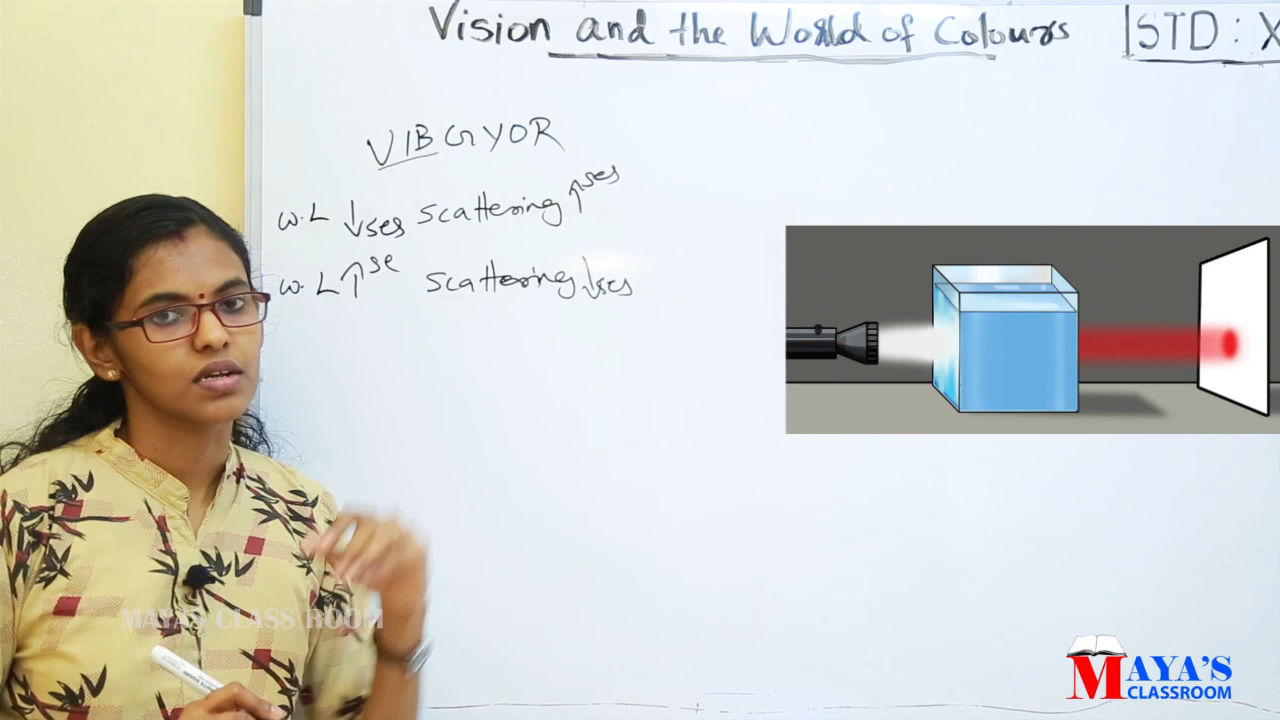 Vision and the World of Colours
STD: X
VIBGYOR
W.L ↓ses scattering ↑ses
W.L ↑se scattering ↓ses
MAYA'S CLASS ROOM
MAYA'S
CLASSROOM